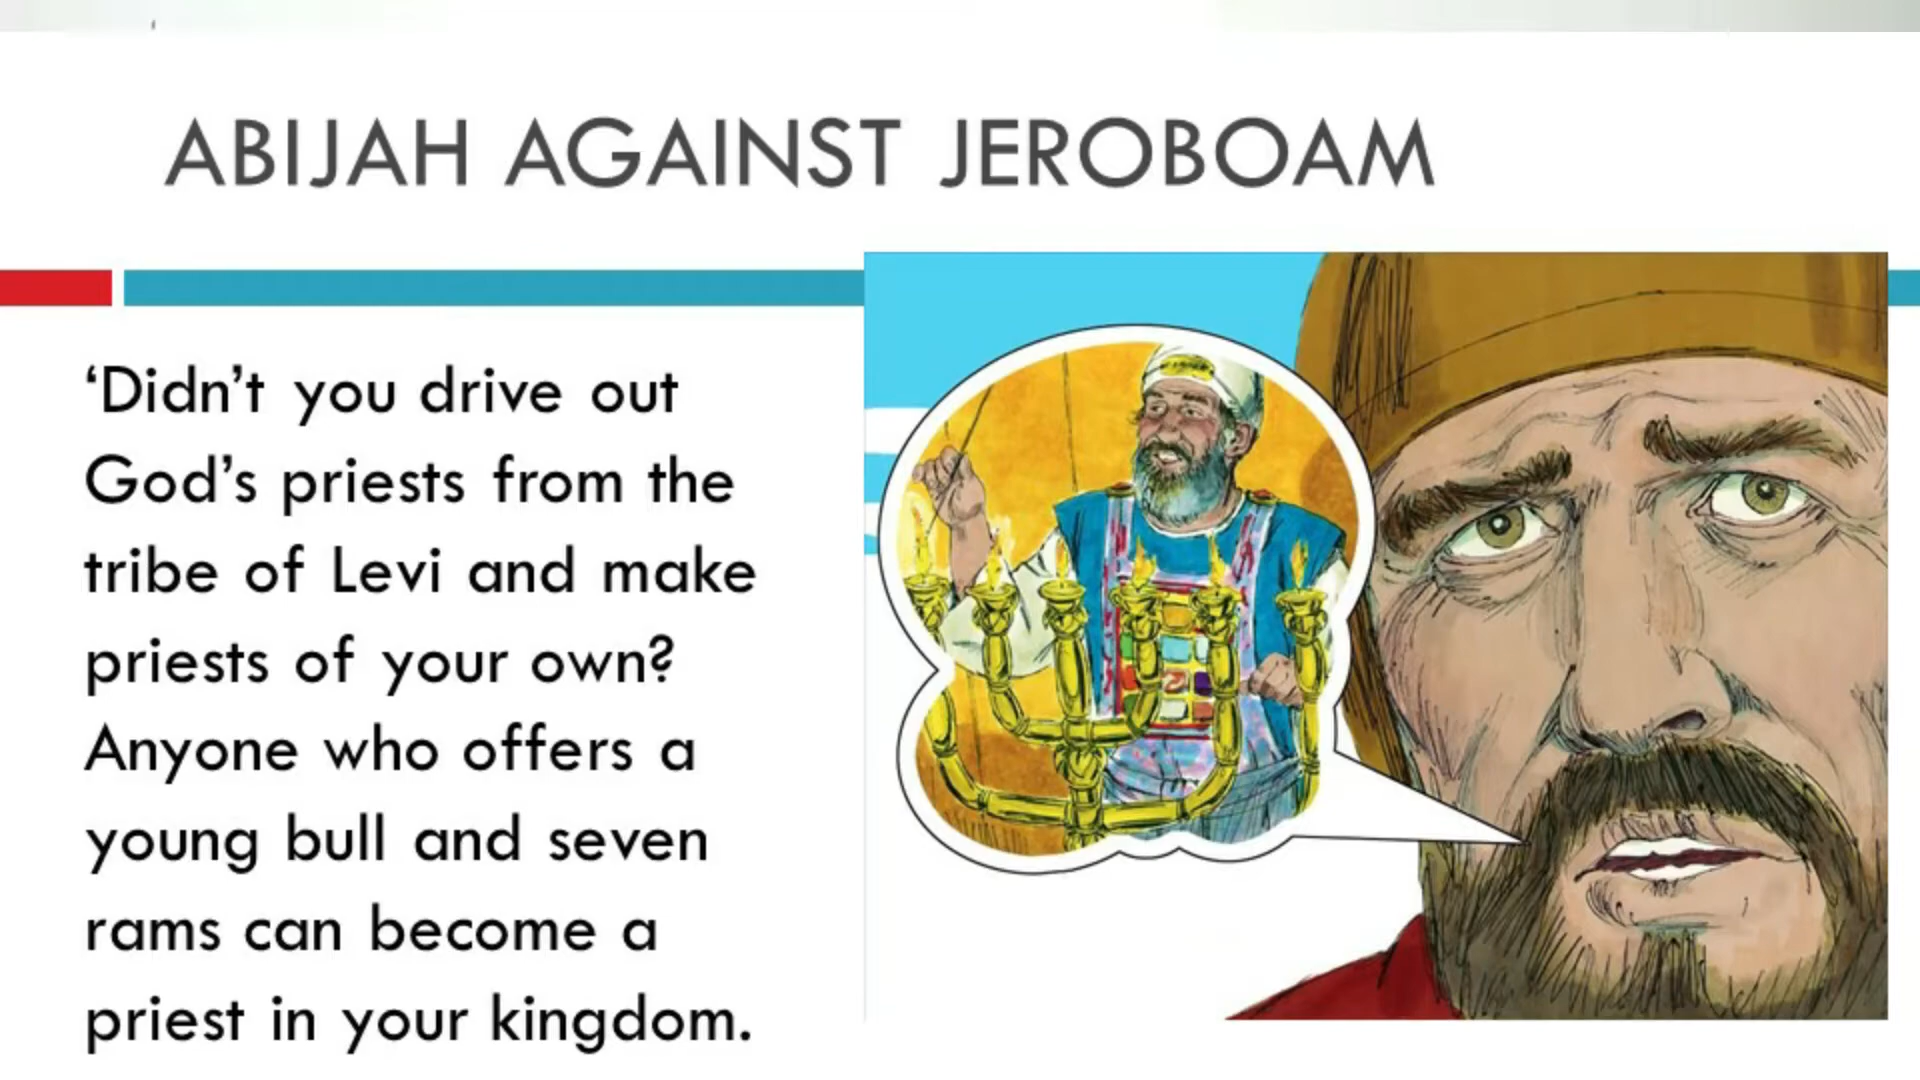 ABIJAH AGAINST JEROBOAM
‘Didn’t you drive out
God’s priests from the
tribe of Levi and make
priests of your own?
Anyone who offers a
young bull and seven
rams can become a
priest in your kingdom.